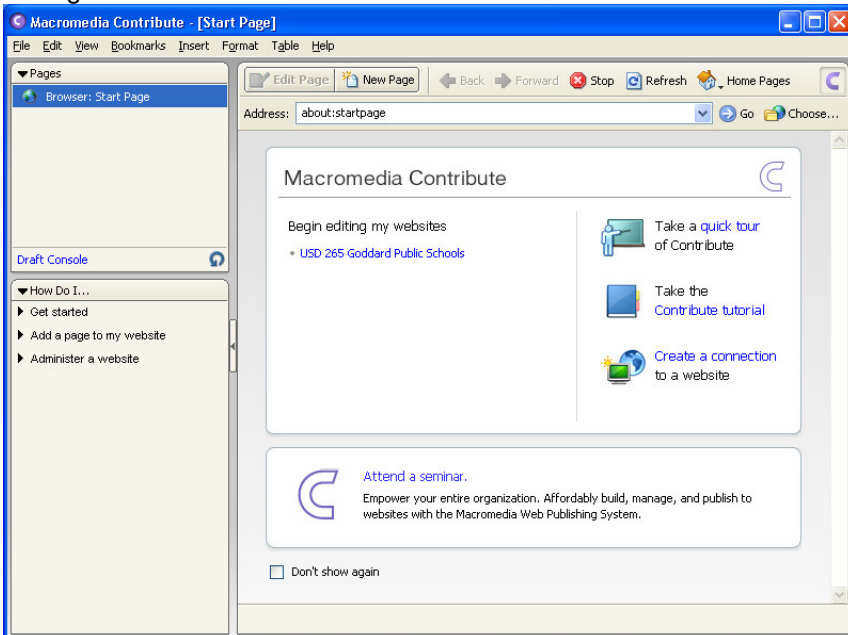 Macromedia Contribute - [Start Page]
File Edit View Bookmarks Insert Format Table Help
Pages
Browser: Start Page
Draft Console
How Do I...
Get started
Add a page to my website
Administer a website
Edit Page New Page Back Forward Stop Refresh Home Pages
Address: about:startpage Go Choose...
Macromedia Contribute
Begin editing my websites
USD 265 Goddard Public Schools
Take a quick tour
of Contribute
Take the
Contribute tutorial
Create a connection
to a website
Attend a seminar.
Empower your entire organization. Affordably build, manage, and publish to
websites with the Macromedia Web Publishing System.
Don't show again